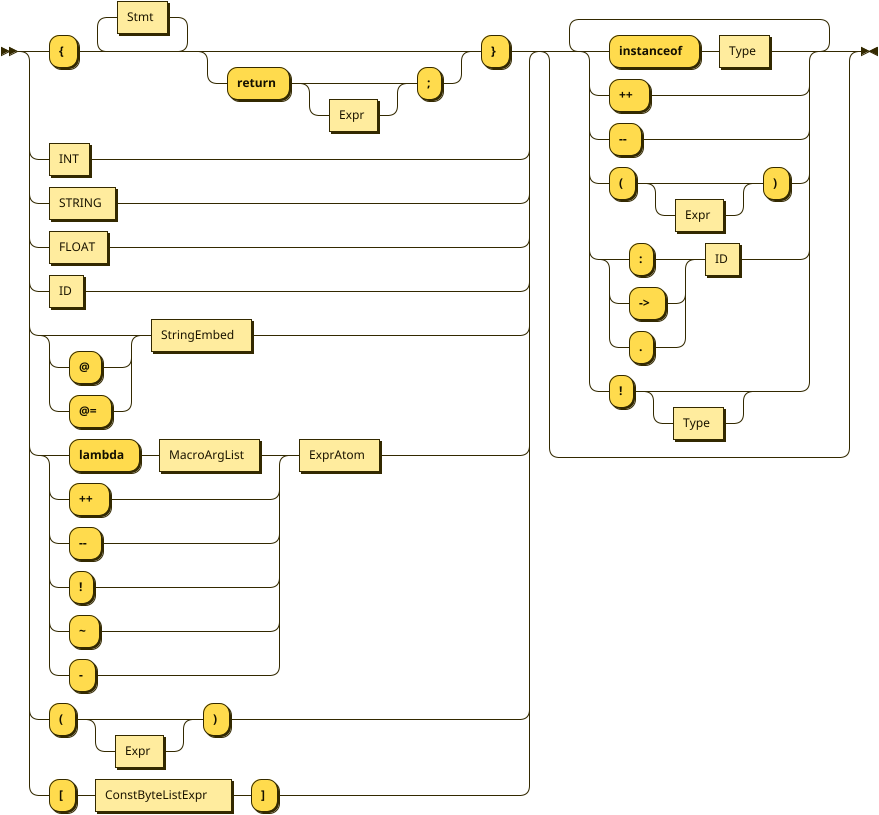 Stmt
{ } instanceof Type
return ; ++
Expr
--
INT
( )
STRING
Expr
FLOAT
: ID
ID
->
StringEmbed
.
@
!
@=
Type
lambda MacroArgList ExprAtom
++
--
!
~
-
( )
Expr
[ ConstByteListExpr ]